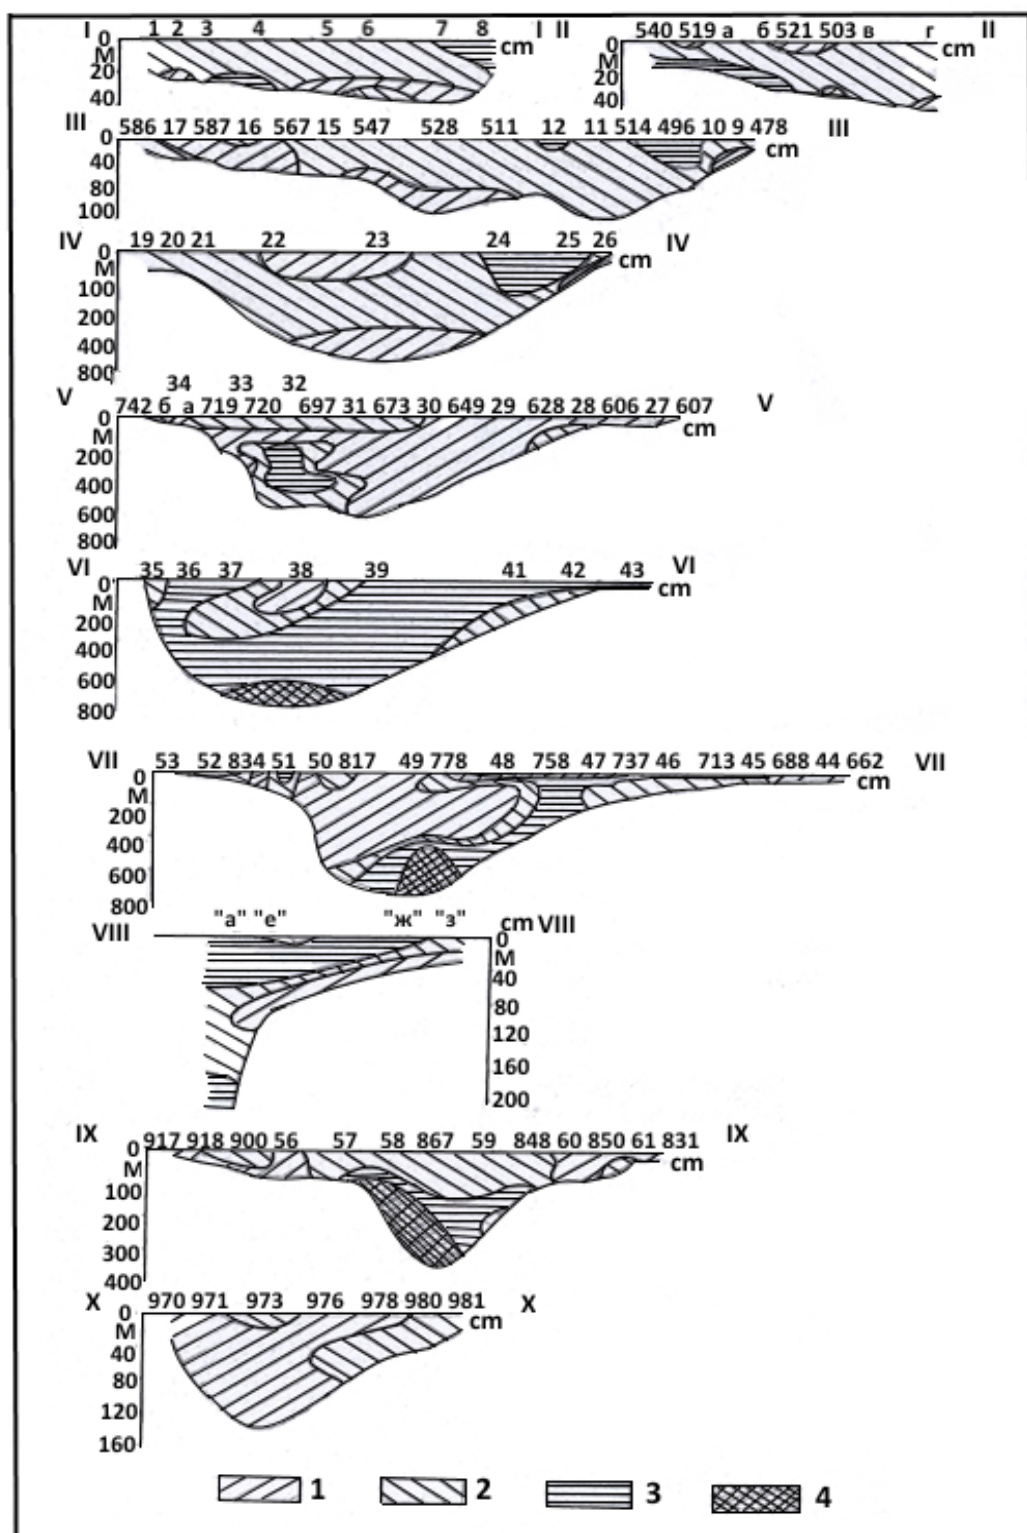 I 0 1 2 3 4 5 6 7 8 cm I
M
20
40
II 0 540 519 а б 521 503 в г cm II
M
20
40
III 0 586 17 587 16 567 15 547 528 511 12 11 514 496 10 9 478 cm III
40
80
100
IV 0 19 20 21 22 23 24 25 26 cm IV
M
100
200
400
800
34 33 32
V 0 742 б а 719 720 697 31 673 30 649 29 628 28 606 27 607 cm V
M
200
400
600
800
VI 0 35 36 37 38 39 41 42 43 cm VI
M
200
400
600
800
VII 0 53 52 834 51 50 817 49 778 48 758 47 737 46 713 45 688 44 662 cm VII
M
200
400
600
800
VIII "а" "е" "ж" "з" cm VIII
0
M
40
80
120
160
200
IX 0 917 918 900 56 57 58 867 59 848 60 850 61 831 cm IX
M
100
200
300
400
X 0 970 971 973 976 978 980 981 cm X
M
40
80
120
160
1 2 3 4